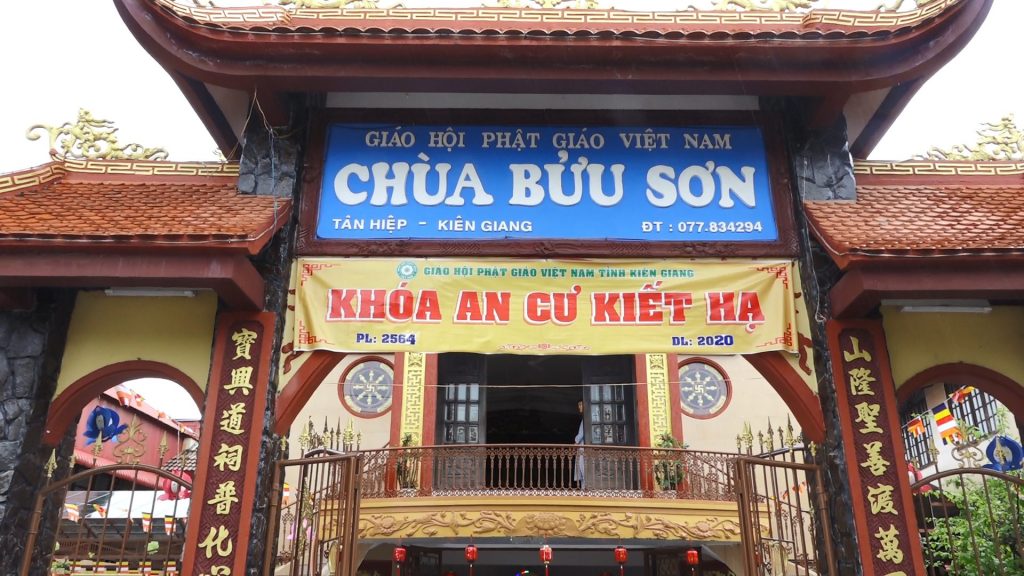 GIÁO HỘI PHẬT GIÁO VIỆT NAM
CHÙA BỬU SƠN
TÂN HIỆP - KIÊN GIANG ĐT : 077.834294
GIÁO HỘI PHẬT GIÁO VIỆT NAM TỈNH KIÊN GIANG
KHÓA AN CƯ KIẾT HẠ
PL: 2564 DL: 2020
寶興道祠普化
山隆聖善渡萬